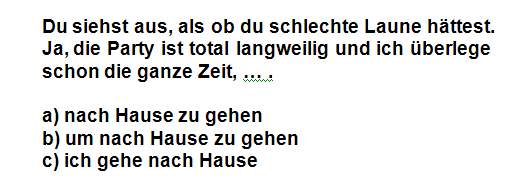 Du siehst aus, als ob du schlechte Laune hättest.
Ja, die Party ist total langweilig und ich überlege
schon die ganze Zeit, ... .
a) nach Hause zu gehen
b) um nach Hause zu gehen
c) ich gehe nach Hause